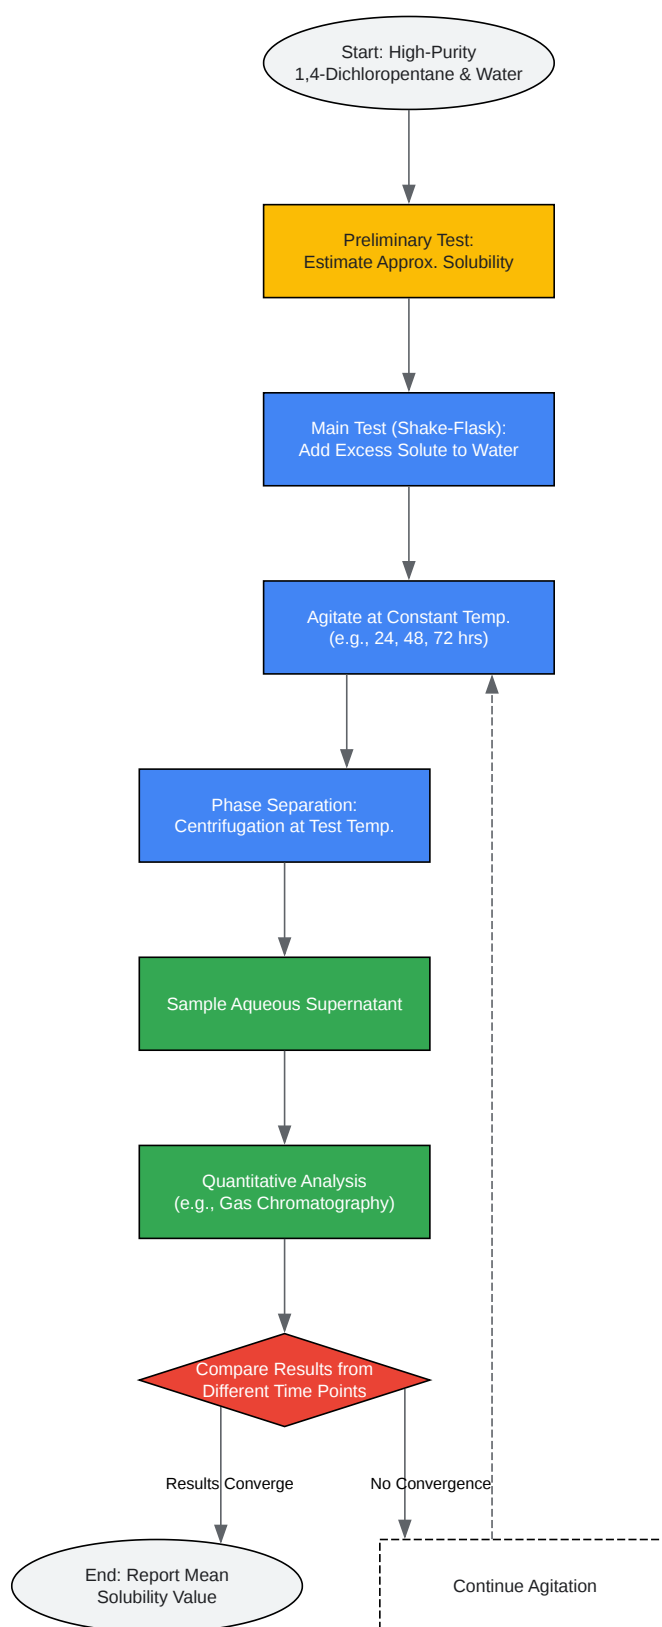 Start: High-Purity
1,4-Dichloropentane & Water
Preliminary Test:
Estimate Approx. Solubility
Main Test (Shake-Flask):
Add Excess Solute to Water
Agitate at Constant Temp.
(e.g., 24, 48, 72 hrs)
Phase Separation:
Centrifugation at Test Temp.
Sample Aqueous Supernatant
Quantitative Analysis
(e.g., Gas Chromatography)
Compare Results from
Different Time Points
Results Converge
No Convergence
End: Report Mean
Solubility Value
Continue Agitation